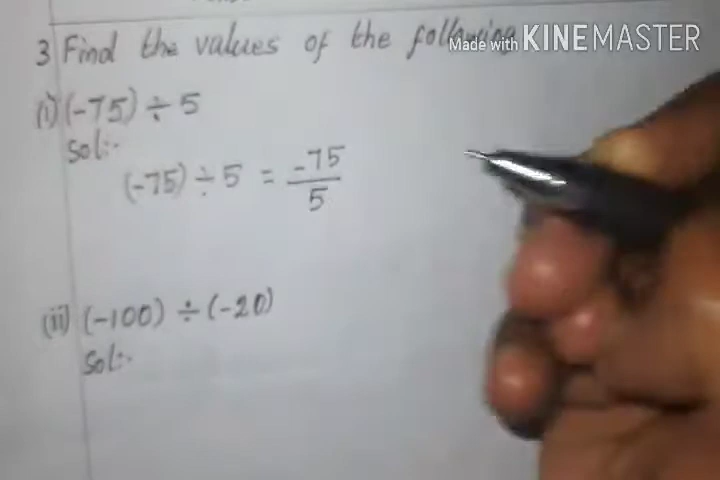 3 Find the values of the following
Made with KINEMASTER
(i) (-75) ÷ 5
Sol:-
(-75) ÷ 5 = -75/5
(ii) (-100) ÷ (-20)
Sol:-